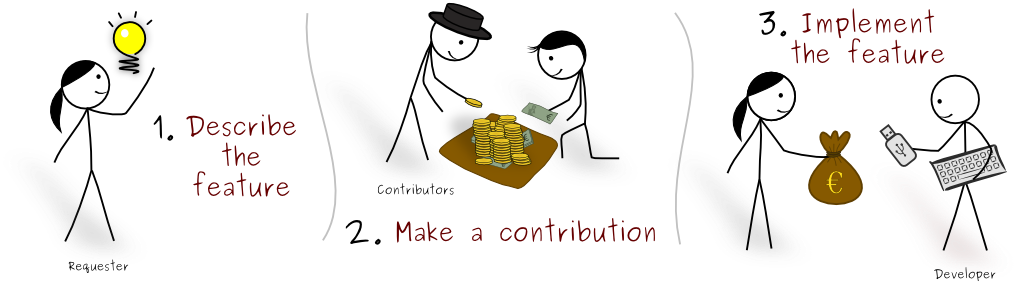 1. Describe
the
feature
Requester
Contributors
2. Make a contribution
3. Implement
the feature
€
Developer